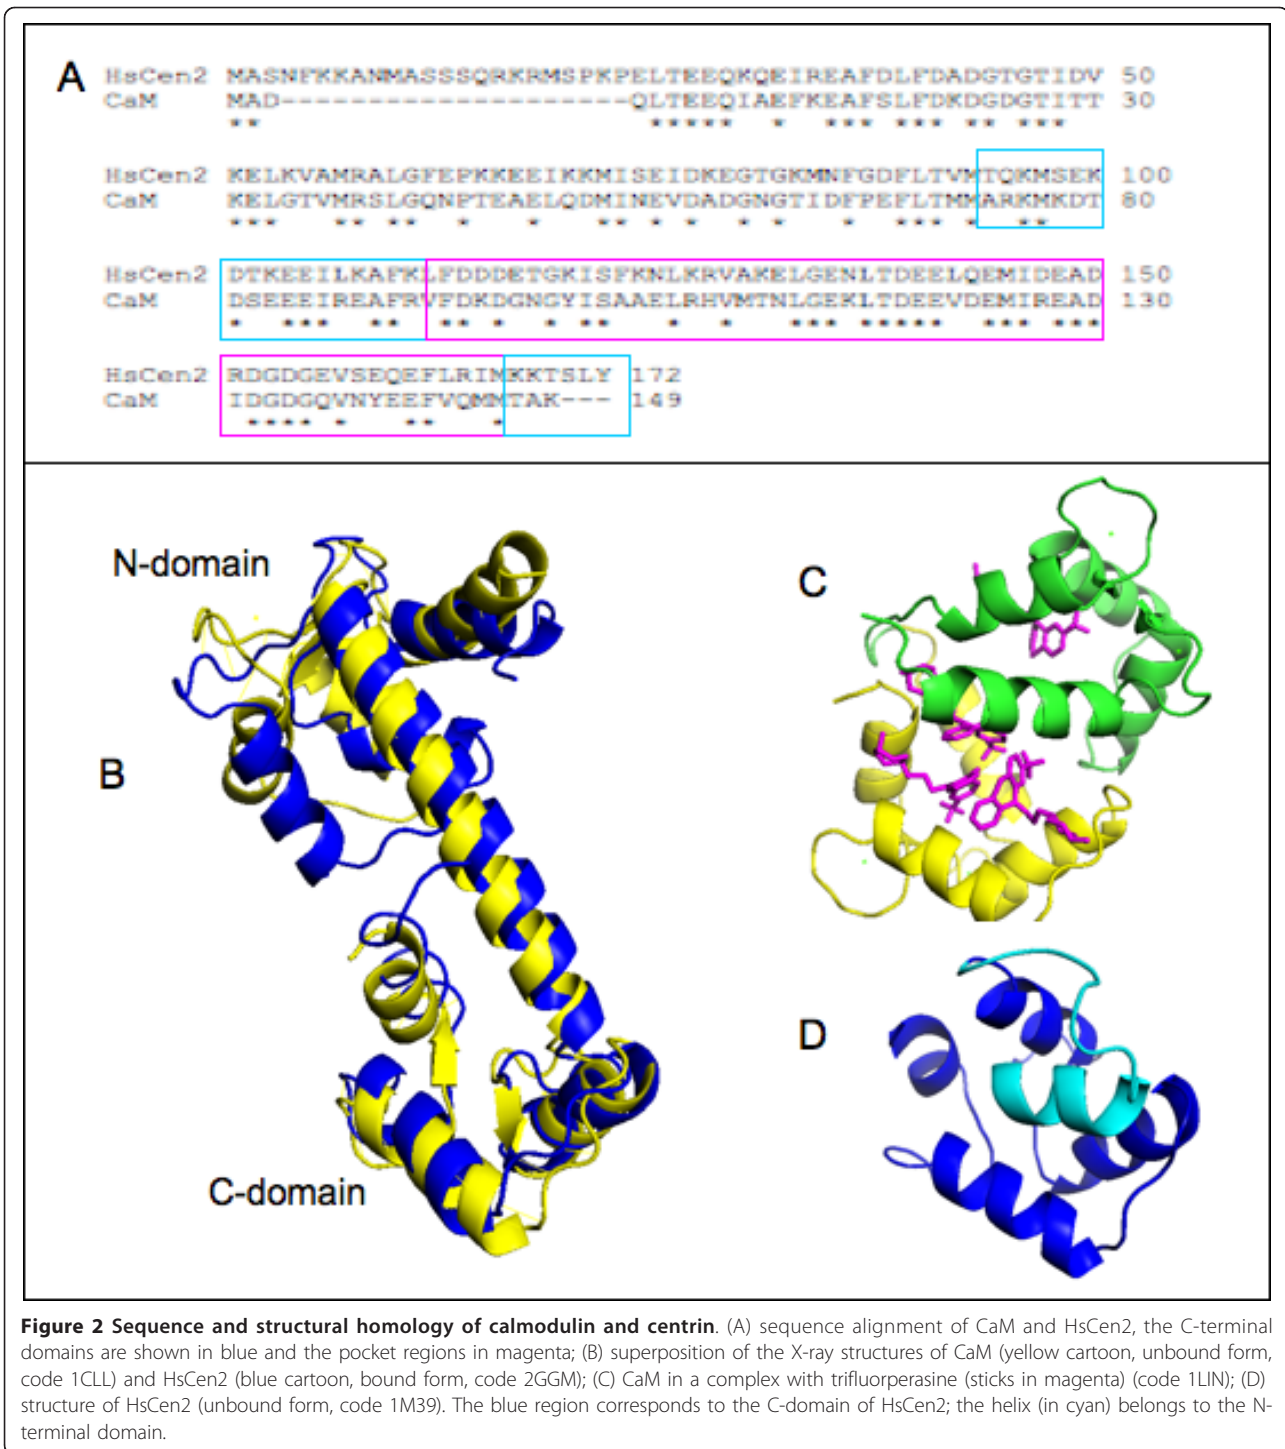 A
HsCen2 MASNFKKANMASSSQRKRMSPKPELTEEQKQEIREAFDLFDADGTGTIDV 50
CaM MAD--------------------QLTEEQIAEFKEAFSLFDKDGDGTITT 30
** ***** * *** *** ** ***
HsCen2 KELKVAMRALGFEPKKEEIKKMISEIDKEGTGKMNFGDFLTVMTQKMSEK 100
CaM KELGTVMRSLGQNPTEAELQDMINEVDADGNGTIDFPEFLTMMARKMKDT 80
*** ** ** * * ** * * * * *** * **
HsCen2 DTKEEILKAFKLFDDDETGKISFKNLKRVAKELGENLTDEELQEMIDEAD 150
CaM DSEEEIREAFRVFDKDGNGYISAAELRHVMTNLGEKLTDEEVDEMIREAD 130
* *** ** ** * * ** * * *** ***** *** ***
HsCen2 RDGDGEVSEQEFLRIMKKTSLY 172
CaM IDGDGQVNYEEFVQMMTAK--- 149
**** * ** *
N-domain
B
C-domain
C
D
Figure 2 Sequence and structural homology of calmodulin and centrin. (A) sequence alignment of CaM and HsCen2, the C-terminal
domains are shown in blue and the pocket regions in magenta; (B) superposition of the X-ray structures of CaM (yellow cartoon, unbound form,
code 1CLL) and HsCen2 (blue cartoon, bound form, code 2GGM); (C) CaM in a complex with trifluorperasine (sticks in magenta) (code 1LIN); (D)
structure of HsCen2 (unbound form, code 1M39). The blue region corresponds to the C-domain of HsCen2; the helix (in cyan) belongs to the N-
terminal domain.